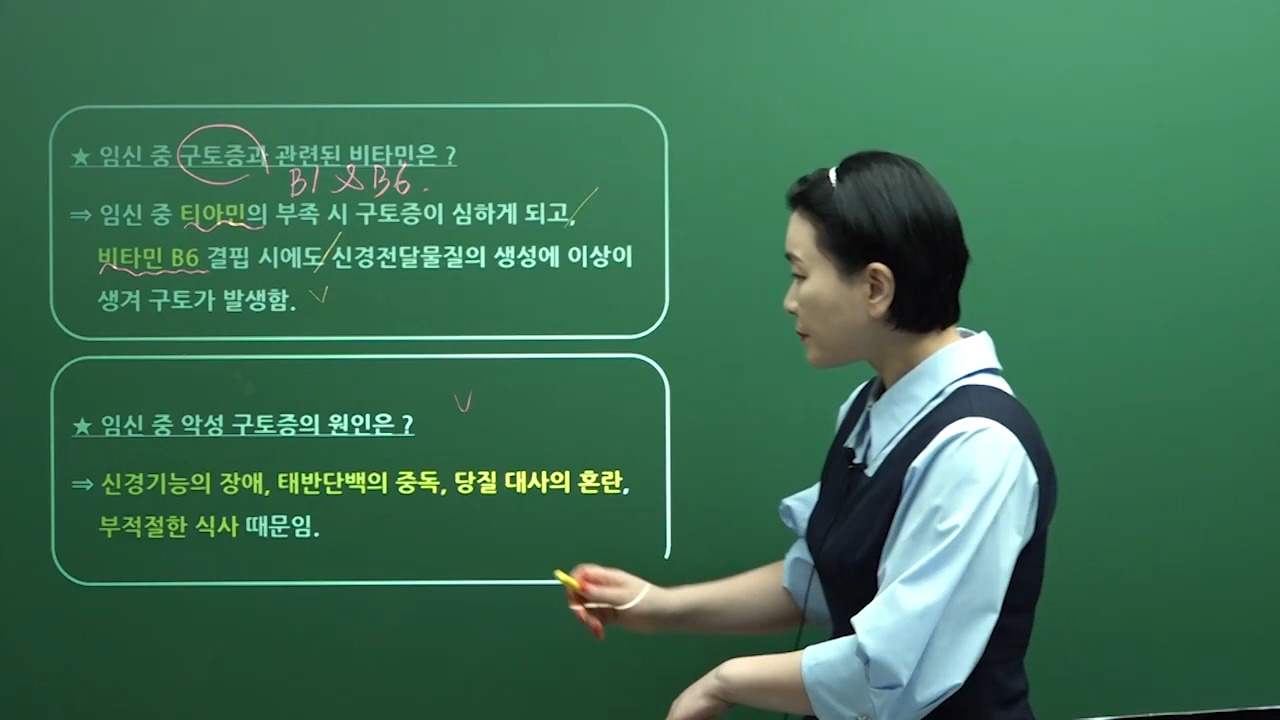 ★ 임신 중 구토증과 관련된 비타민은 ?
B1 & B6.
⇒ 임신 중 티아민의 부족 시 구토증이 심하게 되고,
비타민 B6 결핍 시에도 신경전달물질의 생성에 이상이
생겨 구토가 발생함.
★ 임신 중 악성 구토증의 원인은 ?
⇒ 신경기능의 장애, 태반단백의 중독, 당질 대사의 혼란,
부적절한 식사 때문임.